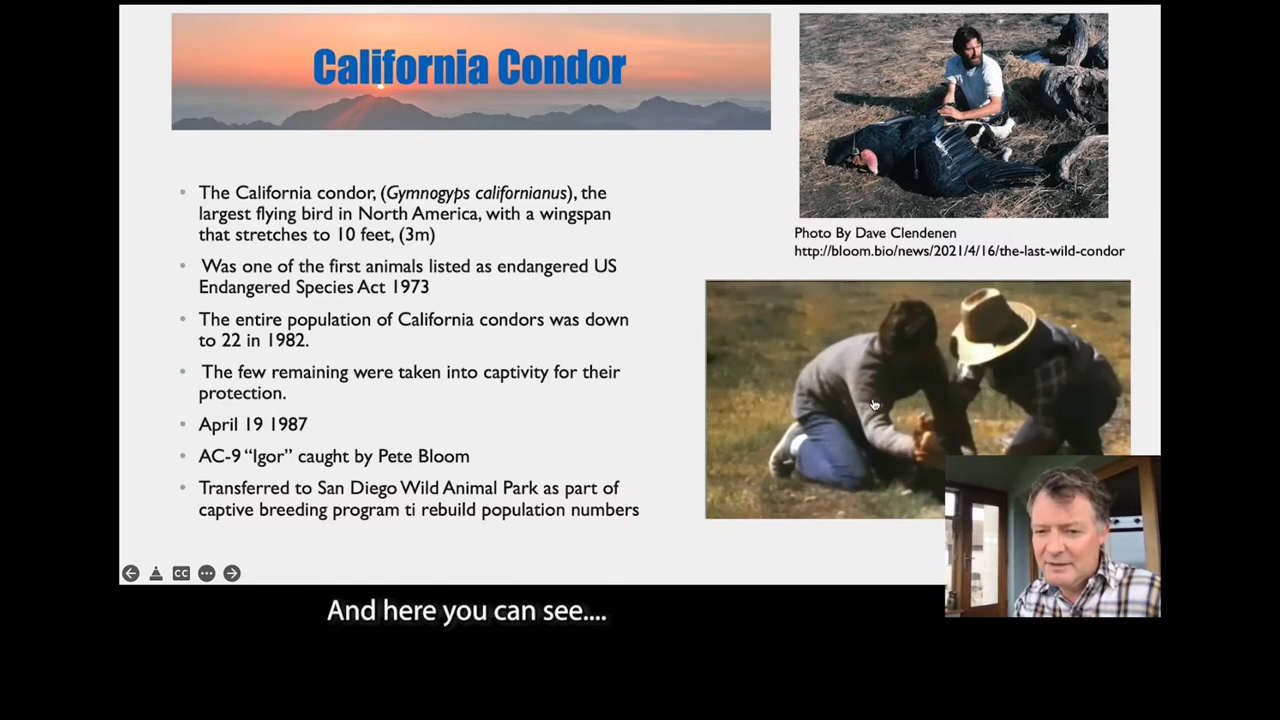 California Condor
The California condor, (Gymnogyps californianus), the
largest flying bird in North America, with a wingspan
that stretches to 10 feet, (3m)
Was one of the first animals listed as endangered US
Endangered Species Act 1973
The entire population of California condors was down
to 22 in 1982.
The few remaining were taken into captivity for their
protection.
April 19 1987
AC-9 “Igor” caught by Pete Bloom
Transferred to San Diego Wild Animal Park as part of
captive breeding program ti rebuild population numbers
Photo By Dave Clendenen
http://bloom.bio/news/2021/4/16/the-last-wild-condor
CC
And here you can see....